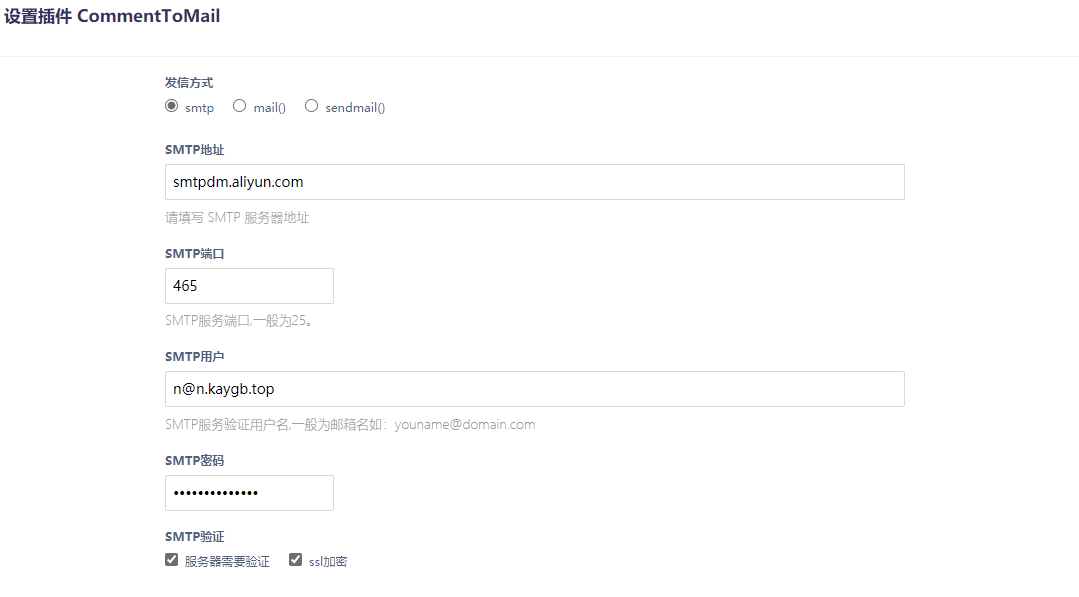 设置插件 CommentToMail
发信方式
smtp mail() sendmail()
SMTP地址
smtpdm.aliyun.com
请填写 SMTP 服务器地址
SMTP端口
465
SMTP服务端口,一般为25。
SMTP用户
n@n.kaygb.top
SMTP服务验证用户名,一般为邮箱名如：youname@domain.com
SMTP密码
••••••••••••••
SMTP验证
服务器需要验证 ssl加密